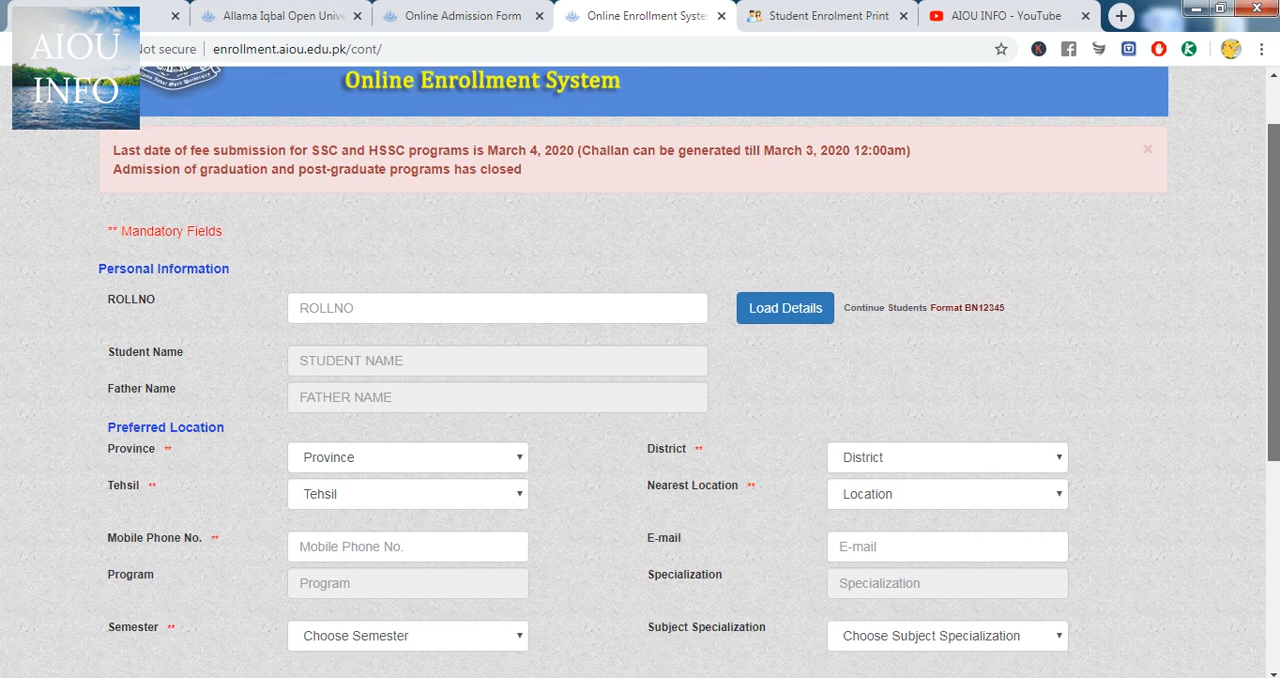 Allama Iqbal Open Unive
Online Admission Form
Online Enrollment Syste
Student Enrolment Print
AIOU INFO - YouTube
AIOU
INFO
Not secure
enrollment.aiou.edu.pk/cont/
Online Enrollment System
Last date of fee submission for SSC and HSSC programs is March 4, 2020 (Challan can be generated till March 3, 2020 12:00am)
Admission of graduation and post-graduate programs has closed
** Mandatory Fields
Personal Information
ROLLNO
ROLLNO
Load Details
Continue Students Format BN12345
Student Name
STUDENT NAME
Father Name
FATHER NAME
Preferred Location
Province **
Province
District **
District
Tehsil **
Tehsil
Nearest Location **
Location
Mobile Phone No. **
Mobile Phone No.
E-mail
E-mail
Program
Program
Specialization
Specialization
Semester **
Choose Semester
Subject Specialization
Choose Subject Specialization